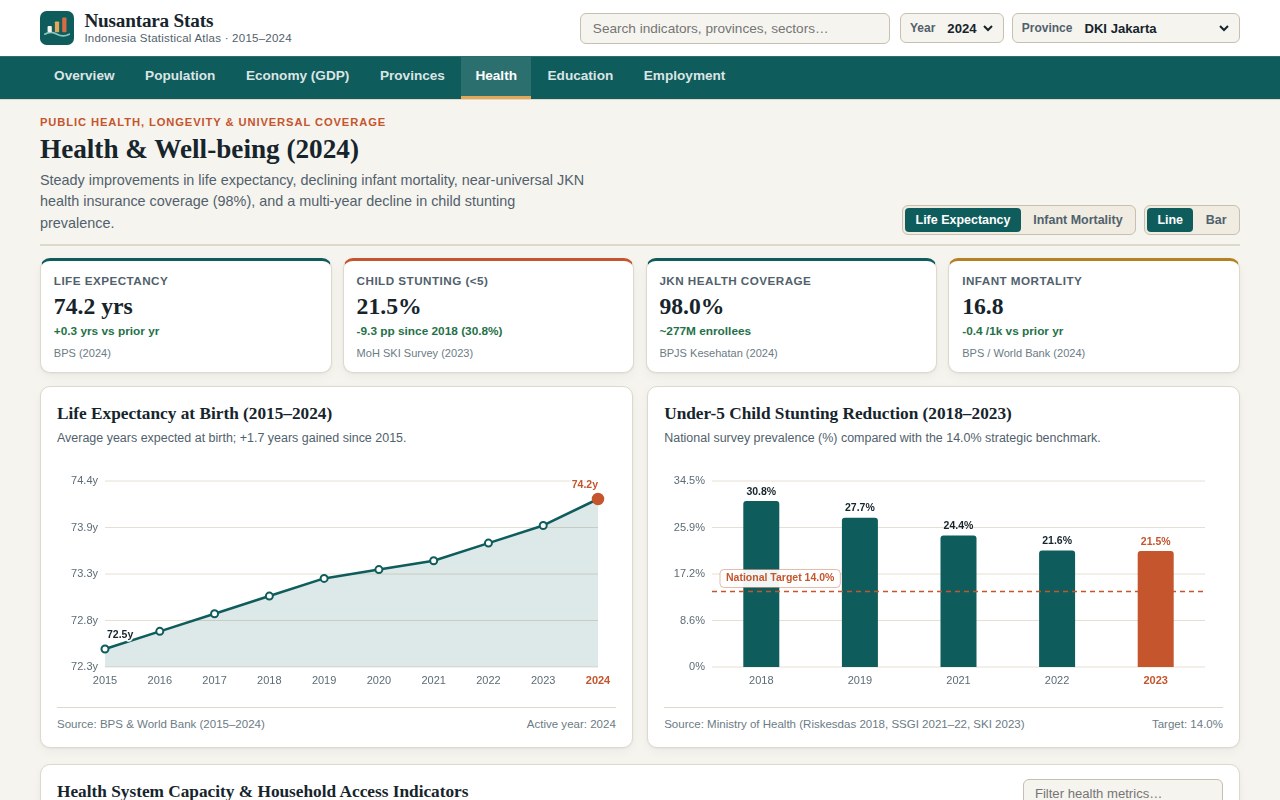 Nusantara Stats
Indonesia Statistical Atlas · 2015–2024
Search indicators, provinces, sectors…
Year 2024
Province DKI Jakarta
Overview
Population
Economy (GDP)
Provinces
Health
Education
Employment
PUBLIC HEALTH, LONGEVITY & UNIVERSAL COVERAGE
Health & Well-being (2024)
Steady improvements in life expectancy, declining infant mortality, near-universal JKN
health insurance coverage (98%), and a multi-year decline in child stunting
prevalence.
Life Expectancy
Infant Mortality
Line
Bar
LIFE EXPECTANCY
74.2 yrs
+0.3 yrs vs prior yr
BPS (2024)
CHILD STUNTING (<5)
21.5%
-9.3 pp since 2018 (30.8%)
MoH SKI Survey (2023)
JKN HEALTH COVERAGE
98.0%
~277M enrollees
BPJS Kesehatan (2024)
INFANT MORTALITY
16.8
-0.4 /1k vs prior yr
BPS / World Bank (2024)
Life Expectancy at Birth (2015–2024)
Average years expected at birth; +1.7 years gained since 2015.
74.4y
73.9y
73.3y
72.8y
72.3y
72.5y
74.2y
2015 2016 2017 2018 2019 2020 2021 2022 2023 2024
Source: BPS & World Bank (2015–2024)
Active year: 2024
Under-5 Child Stunting Reduction (2018–2023)
National survey prevalence (%) compared with the 14.0% strategic benchmark.
34.5%
25.9%
17.2%
8.6%
0%
30.8%
27.7%
24.4%
21.6%
21.5%
National Target 14.0%
2018 2019 2021 2022 2023
Source: Ministry of Health (Riskesdas 2018, SSGI 2021–22, SKI 2023)
Target: 14.0%
Health System Capacity & Household Access Indicators
Filter health metrics…